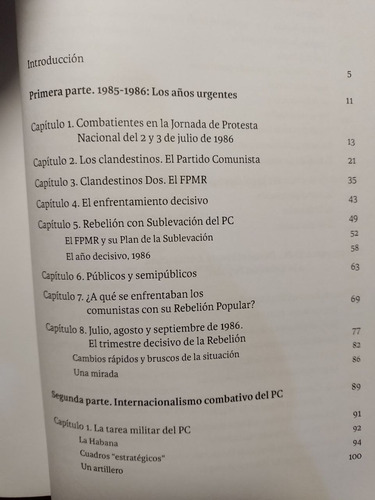 Introducción 5
Primera parte. 1985-1986: Los años urgentes 11
Capítulo 1. Combatientes en la Jornada de Protesta
Nacional del 2 y 3 de julio de 1986 13
Capítulo 2. Los clandestinos. El Partido Comunista 21
Capítulo 3. Clandestinos Dos. El FPMR 35
Capítulo 4. El enfrentamiento decisivo 43
Capítulo 5. Rebelión con Sublevación del PC 49
El FPMR y su Plan de la Sublevación 52
El año decisivo, 1986 58
Capítulo 6. Públicos y semipúblicos 63
Capítulo 7. ¿A qué se enfrentaban los
comunistas con su Rebelión Popular? 69
Capítulo 8. Julio, agosto y septiembre de 1986.
El trimestre decisivo de la Rebelión 77
Cambios rápidos y bruscos de la situación 82
Una mirada 86
Segunda parte. Internacionalismo combativo del PC 89
Capítulo 1. La tarea militar del PC 91
La Habana 92
Cuadros "estratégicos" 94
Un artillero 100